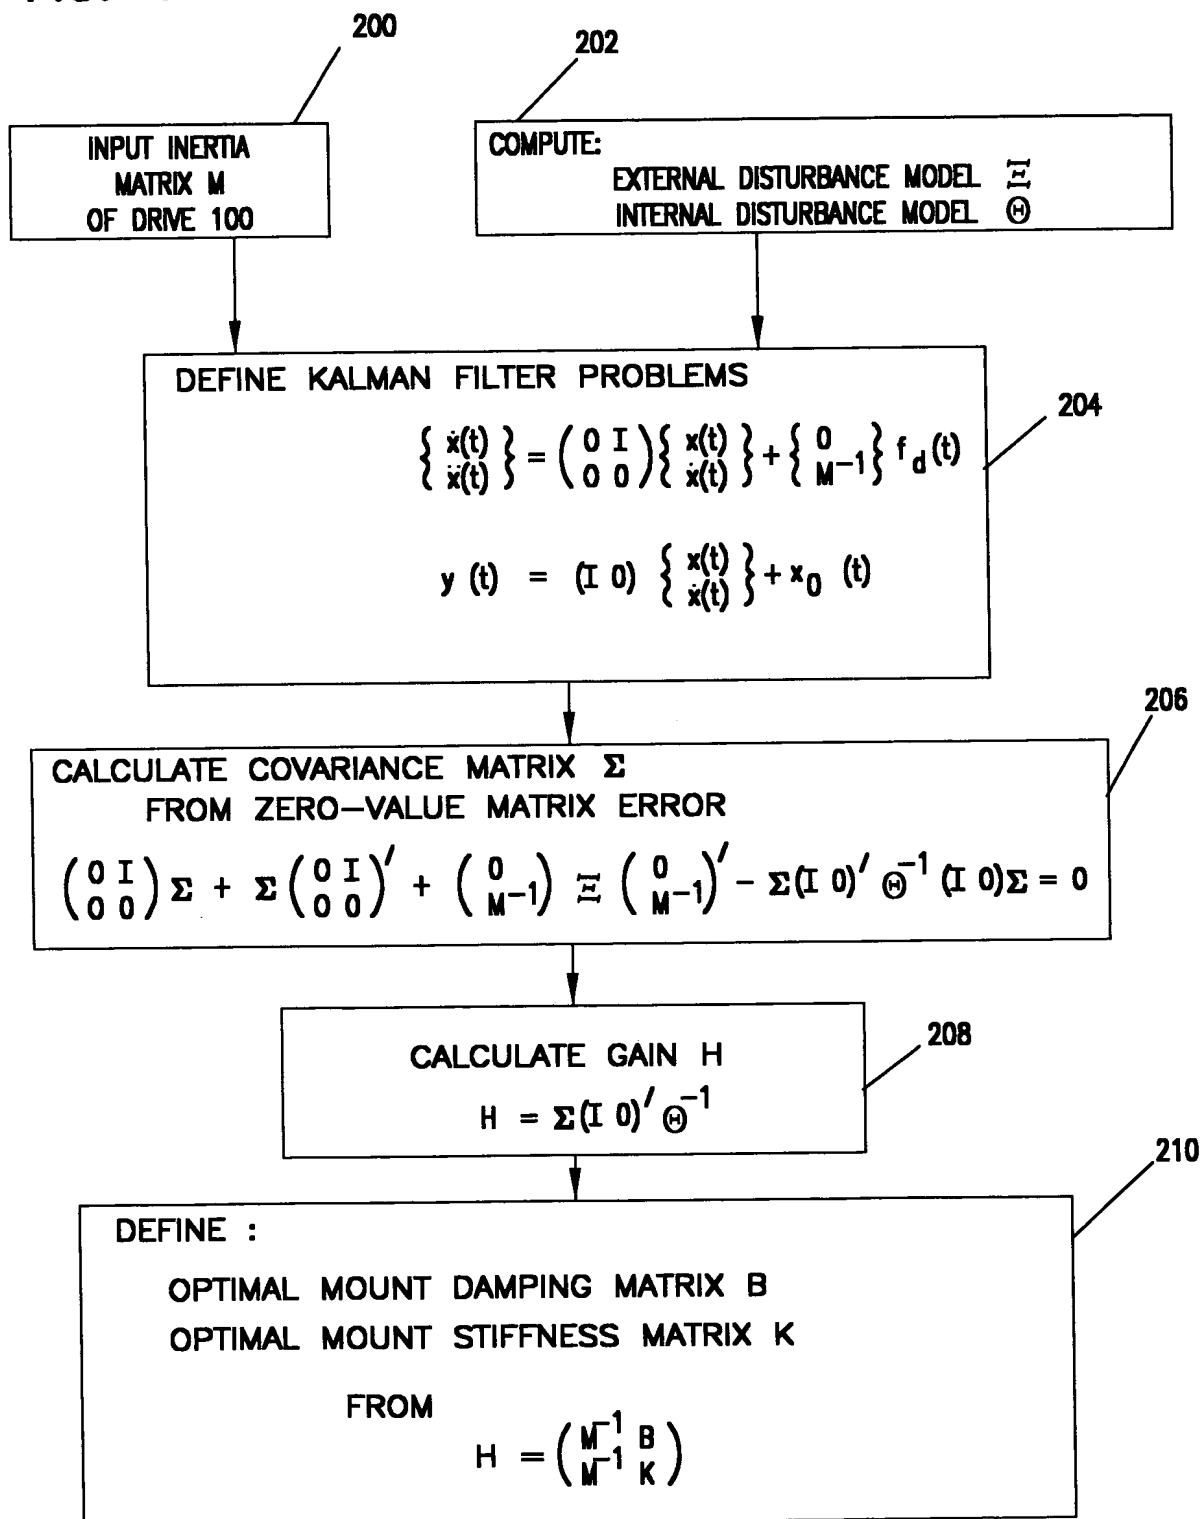 200
202
INPUT INERTIA
MATRIX M
OF DRIVE 100
COMPUTE:
EXTERNAL DISTURBANCE MODEL Ξ
INTERNAL DISTURBANCE MODEL Θ
DEFINE KALMAN FILTER PROBLEMS
204
{ ẋ(t) ẍ(t) } = ( 0 I 0 0 ) { x(t) ẋ(t) } + { 0 M⁻¹ } f_d(t)
y (t) = (I 0) { x(t) ẋ(t) } + x₀ (t)
206
CALCULATE COVARIANCE MATRIX Σ
FROM ZERO-VALUE MATRIX ERROR
( 0 I 0 0 ) Σ + Σ ( 0 I 0 0 )′ + ( 0 M⁻¹ ) Ξ ( 0 M⁻¹ )′ - Σ(I 0)′ Θ⁻¹ (I 0)Σ = 0
208
CALCULATE GAIN H
H = Σ(I 0)′ Θ⁻¹
210
DEFINE :
OPTIMAL MOUNT DAMPING MATRIX B
OPTIMAL MOUNT STIFFNESS MATRIX K
FROM
H = ( M⁻¹ B M⁻¹ K )